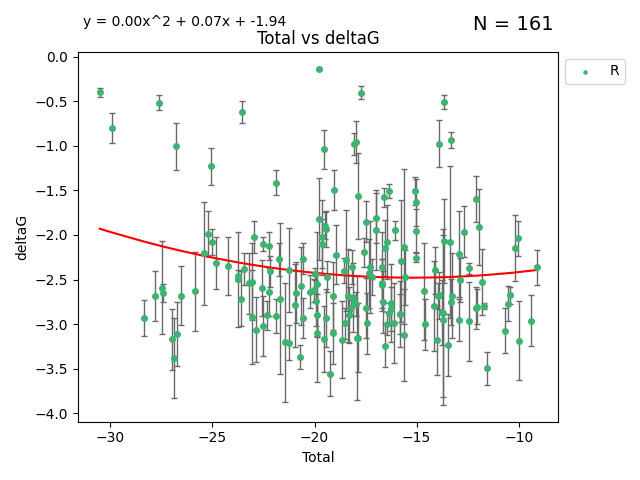 y = 0.00x^2 + 0.07x + -1.94
N = 161
Total vs deltaG
R
0.0
−0.5
−1.0
−1.5
−2.0
−2.5
−3.0
−3.5
−4.0
deltaG
−30
−25
−20
−15
−10
Total